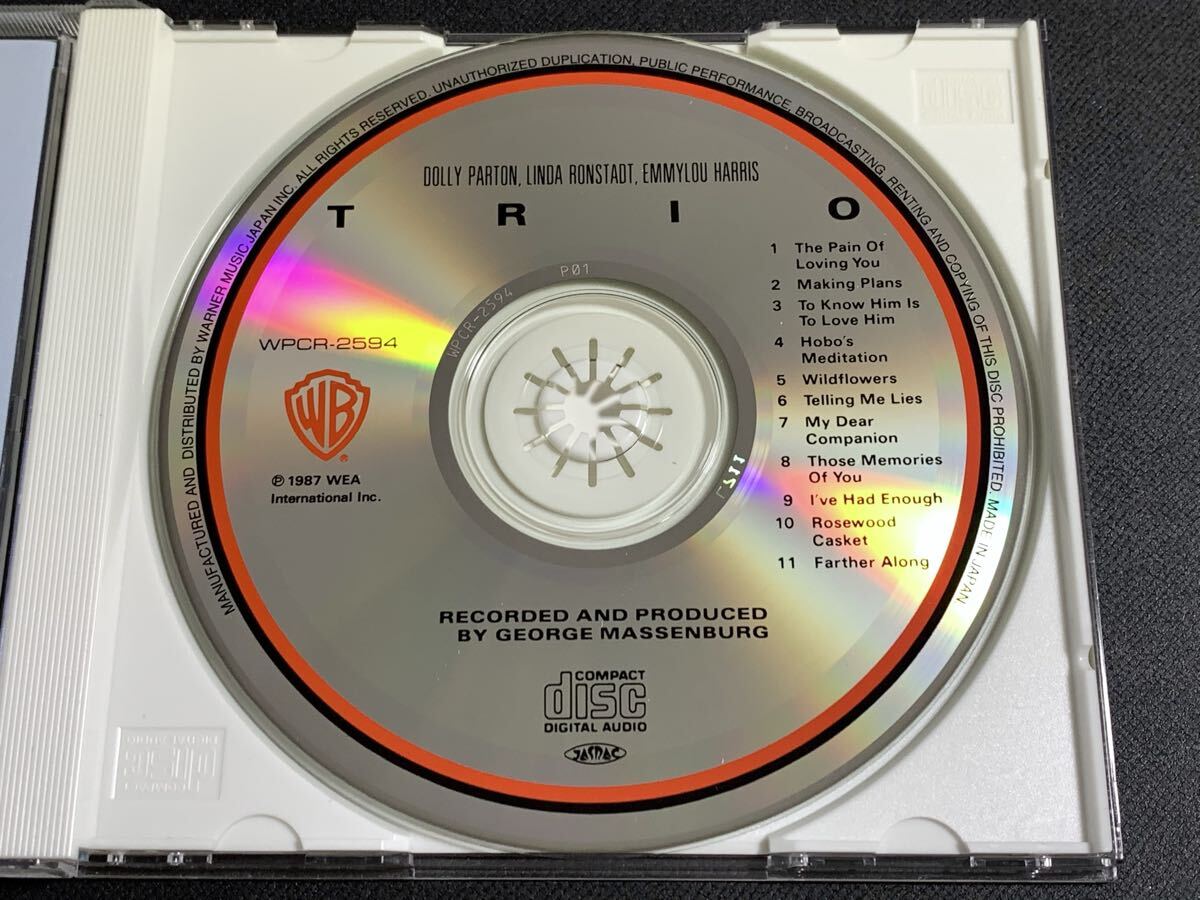 MANUFACTURED AND DISTRIBUTED BY WARNER MUSIC JAPAN INC. ALL RIGHTS RESERVED. UNAUTHORIZED DUPLICATION, PUBLIC PERFORMANCE, BROADCASTING, RENTING AND COPYING OF THIS DISC PROHIBITED. MADE IN JAPAN
DOLLY PARTON, LINDA RONSTADT, EMMYLOU HARRIS
TRIO
1 The Pain Of
Loving You
2 Making Plans
3 To Know Him Is
To Love Him
4 Hobo's
Meditation
5 Wildflowers
6 Telling Me Lies
7 My Dear
Companion
8 Those Memories
Of You
9 I've Had Enough
10 Rosewood
Casket
11 Farther Along
WPCR-2594
WB
®
℗ 1987 WEA
International Inc.
WPCR-2594 P01
RECORDED AND PRODUCED
BY GEORGE MASSENBURG
COMPACT
disc
DIGITAL AUDIO
JASRAC